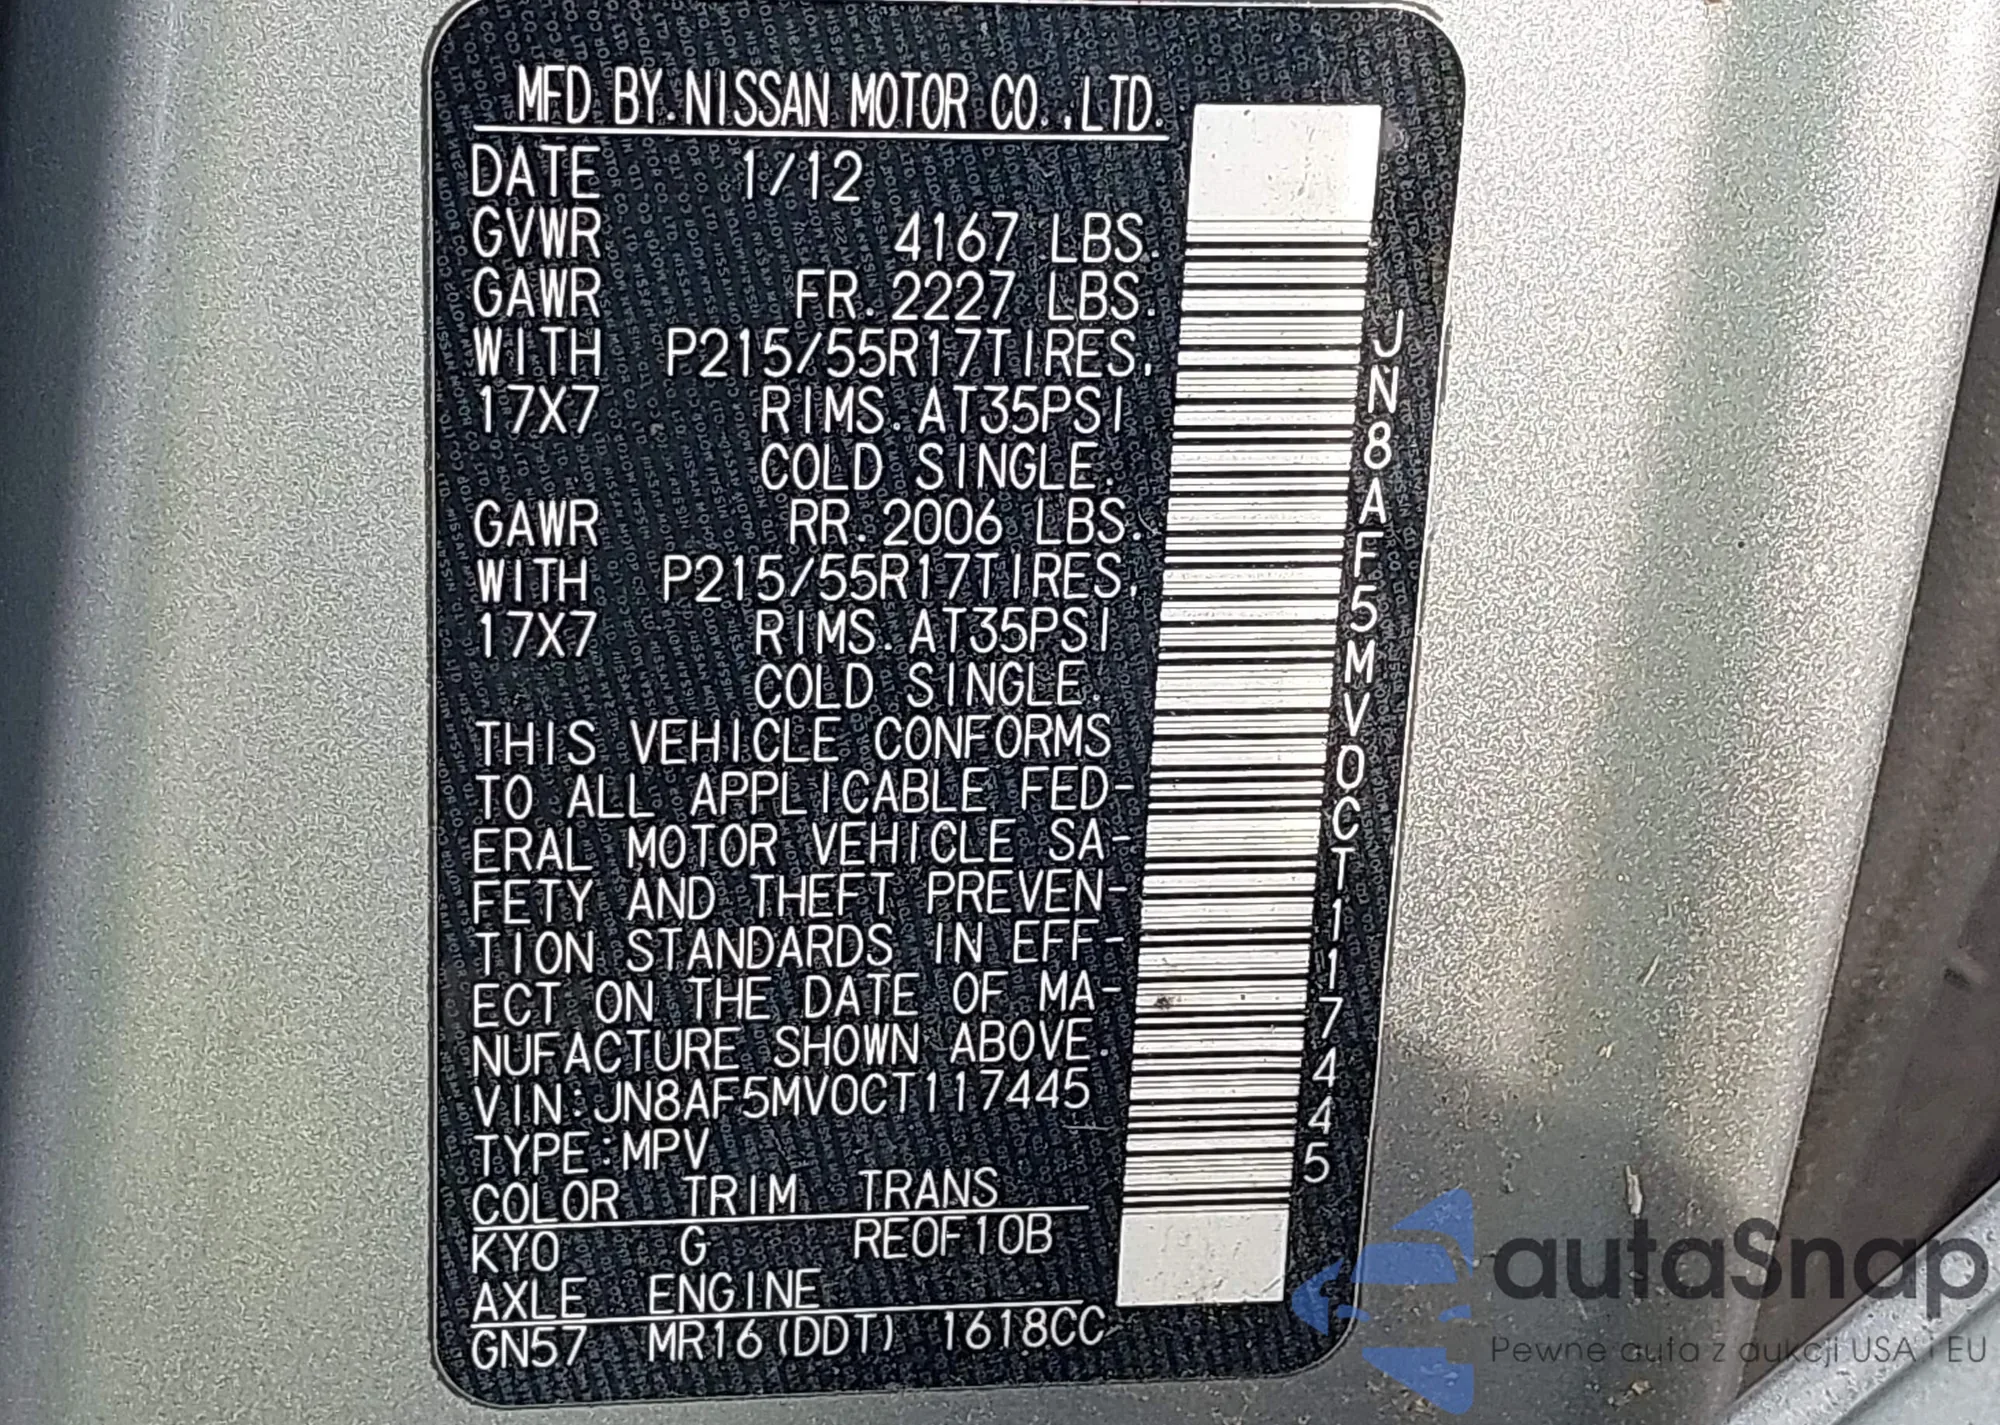 MFD BY.NISSAN MOTOR CO.,LTD.
DATE 1/12
GVWR 4167 LBS.
GAWR FR.2227 LBS.
WITH P215/55R17TIRES,
17X7 RIMS.AT35PSI
COLD SINGLE.
GAWR RR.2006 LBS.
WITH P215/55R17TIRES,
17X7 RIMS.AT35PSI
COLD SINGLE.
THIS VEHICLE CONFORMS
TO ALL APPLICABLE FED-
ERAL MOTOR VEHICLE SA-
FETY AND THEFT PREVEN-
TION STANDARDS IN EFF-
ECT ON THE DATE OF MA-
NUFACTURE SHOWN ABOVE.
VIN:JN8AF5MV0CT117445
TYPE:MPV
COLOR TRIM TRANS
KY0 G RE0F10B
AXLE ENGINE
GN57 MR16(DDT) 1618CC
JN8AF5MV0CT117445
autaSnap
Pewne auta z aukcji USA i EU